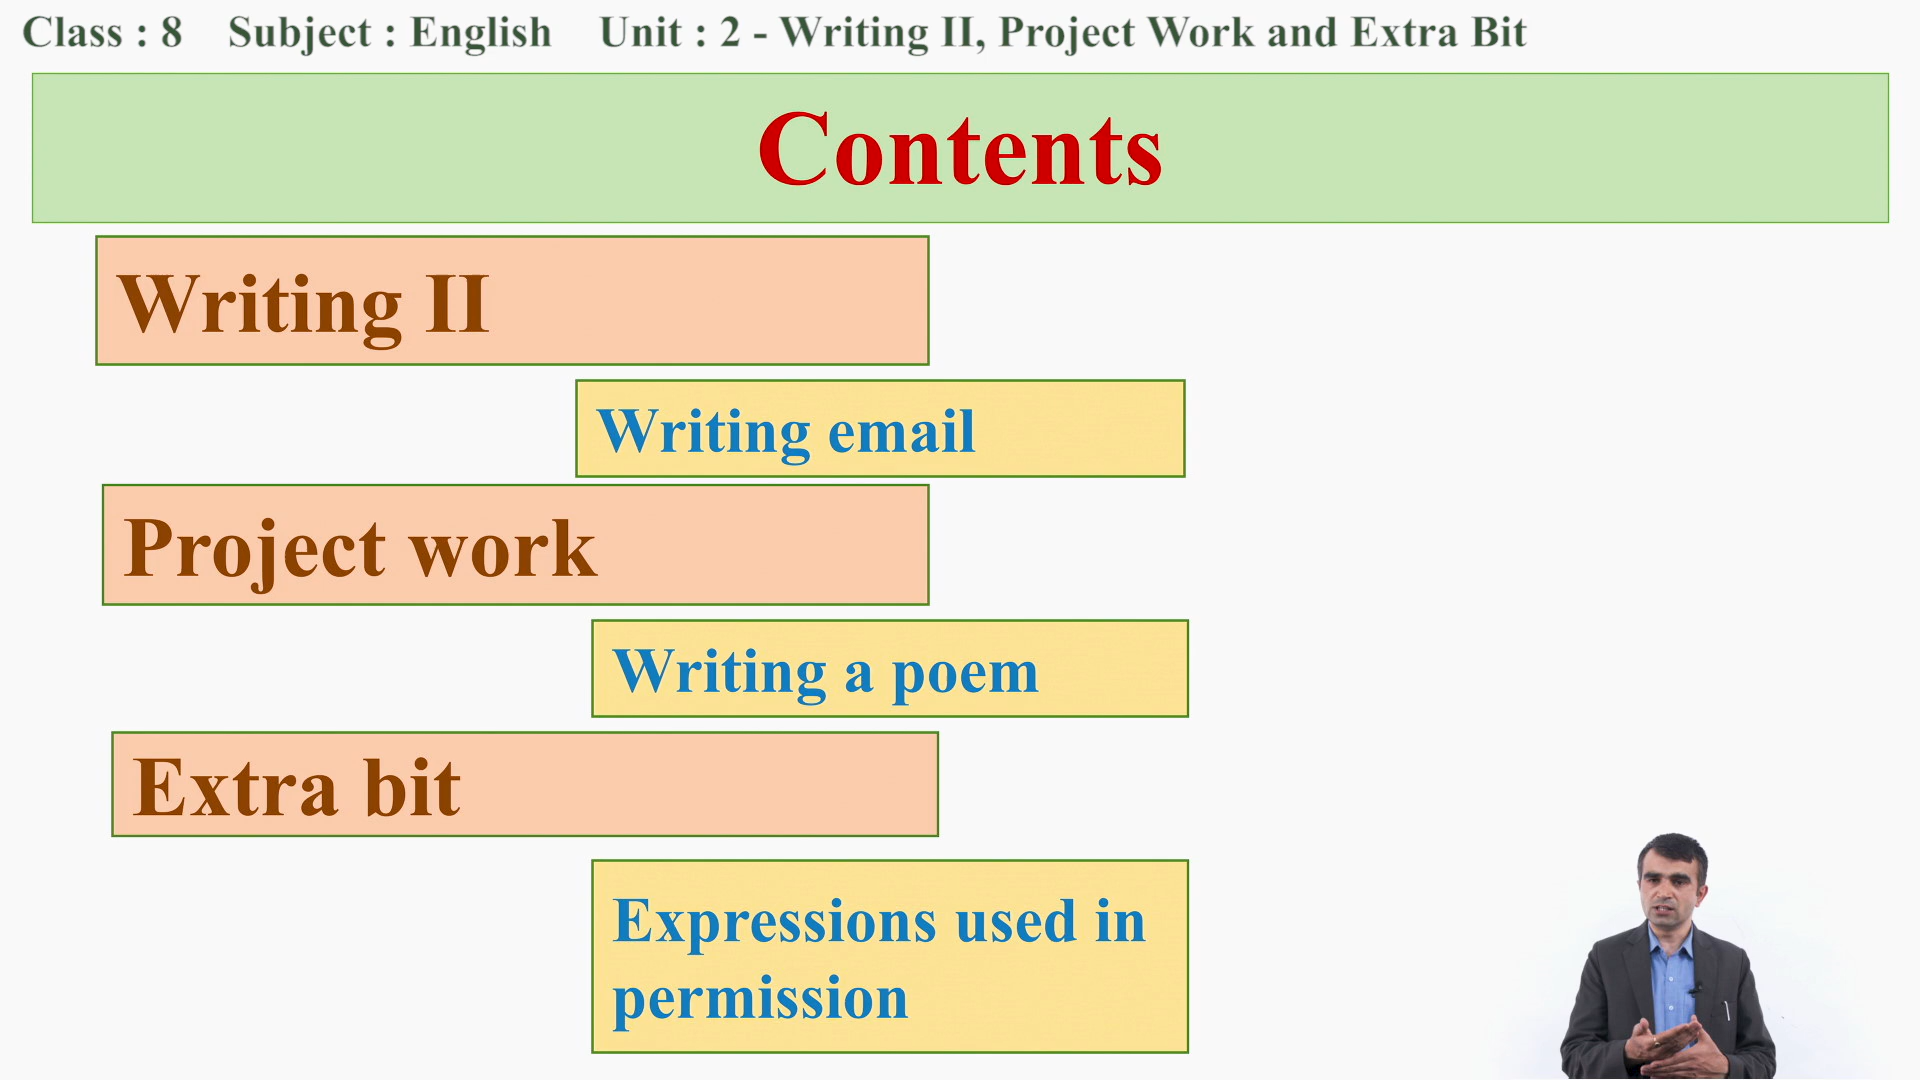 Class : 8 Subject : English Unit : 2 - Writing II, Project Work and Extra Bit
Contents
Writing II
Writing email
Project work
Writing a poem
Extra bit
Expressions used in
permission